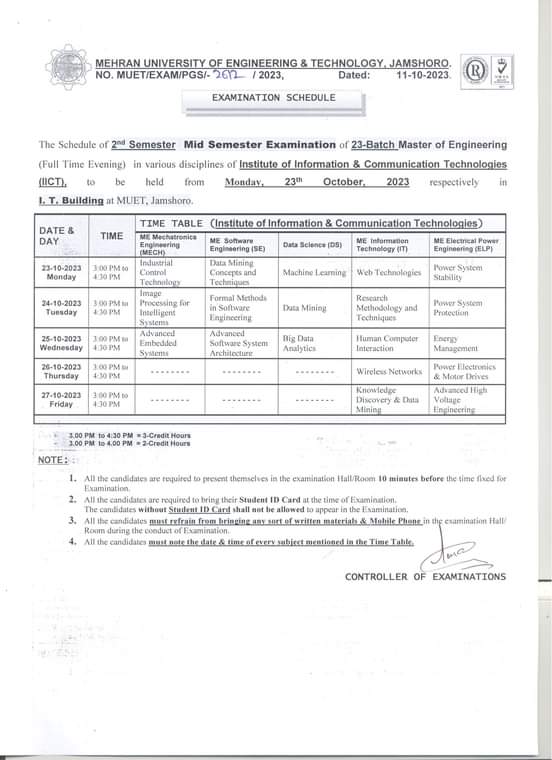 MEHRAN UNIVERSITY OF ENGINEERING & TECHNOLOGY, JAMSHORO.
NO. MUET/EXAM/PGS/- / 2023, Dated: 11-10-2023.
EXAMINATION SCHEDULE
The Schedule of 2nd Semester Mid Semester Examination of 23-Batch Master of Engineering
(Full Time Evening) in various disciplines of Institute of Information & Communication Technologies
(IICT), to be held from Monday, 23th October, 2023 respectively in
I. T. Building at MUET, Jamshoro.
DATE & DAY TIME TIME TABLE (Institute of Information & Communication Technologies)
ME Mechatronics Engineering (MECH) ME Software Engineering (SE) Data Science (DS) ME Information Technology (IT) ME Electrical Power Engineering (ELP)
23-10-2023 Monday 3:00 PM to 4:30 PM Industrial Control Technology Data Mining Concepts and Techniques Machine Learning Web Technologies Power System Stability
24-10-2023 Tuesday 3:00 PM to 4:30 PM Image Processing for Intelligent Systems Formal Methods in Software Engineering Data Mining Research Methodology and Techniques Power System Protection
25-10-2023 Wednesday 3:00 PM to 4:30 PM Advanced Embedded Systems Advanced Software System Architecture Big Data Analytics Human Computer Interaction Energy Management
26-10-2023 Thursday 3:00 PM to 4:30 PM -------- -------- -------- Wireless Networks Power Electronics & Motor Drives
27-10-2023 Friday 3:00 PM to 4:30 PM -------- -------- -------- Knowledge Discovery & Data Mining Advanced High Voltage Engineering
3.00 PM to 4:30 PM = 3-Credit Hours
3.00 PM to 4.00 PM = 2-Credit Hours
NOTE:
1. All the candidates are required to present themselves in the examination Hall/Room 10 minutes before the time fixed for
Examination.
2. All the candidates are required to bring their Student ID Card at the time of Examination.
The candidates without Student ID Card shall not be allowed to appear in the Examination.
3. All the candidates must refrain from bringing any sort of written materials & Mobile Phone in the examination Hall/
Room during the conduct of Examination.
4. All the candidates must note the date & time of every subject mentioned in the Time Table.
CONTROLLER OF EXAMINATIONS